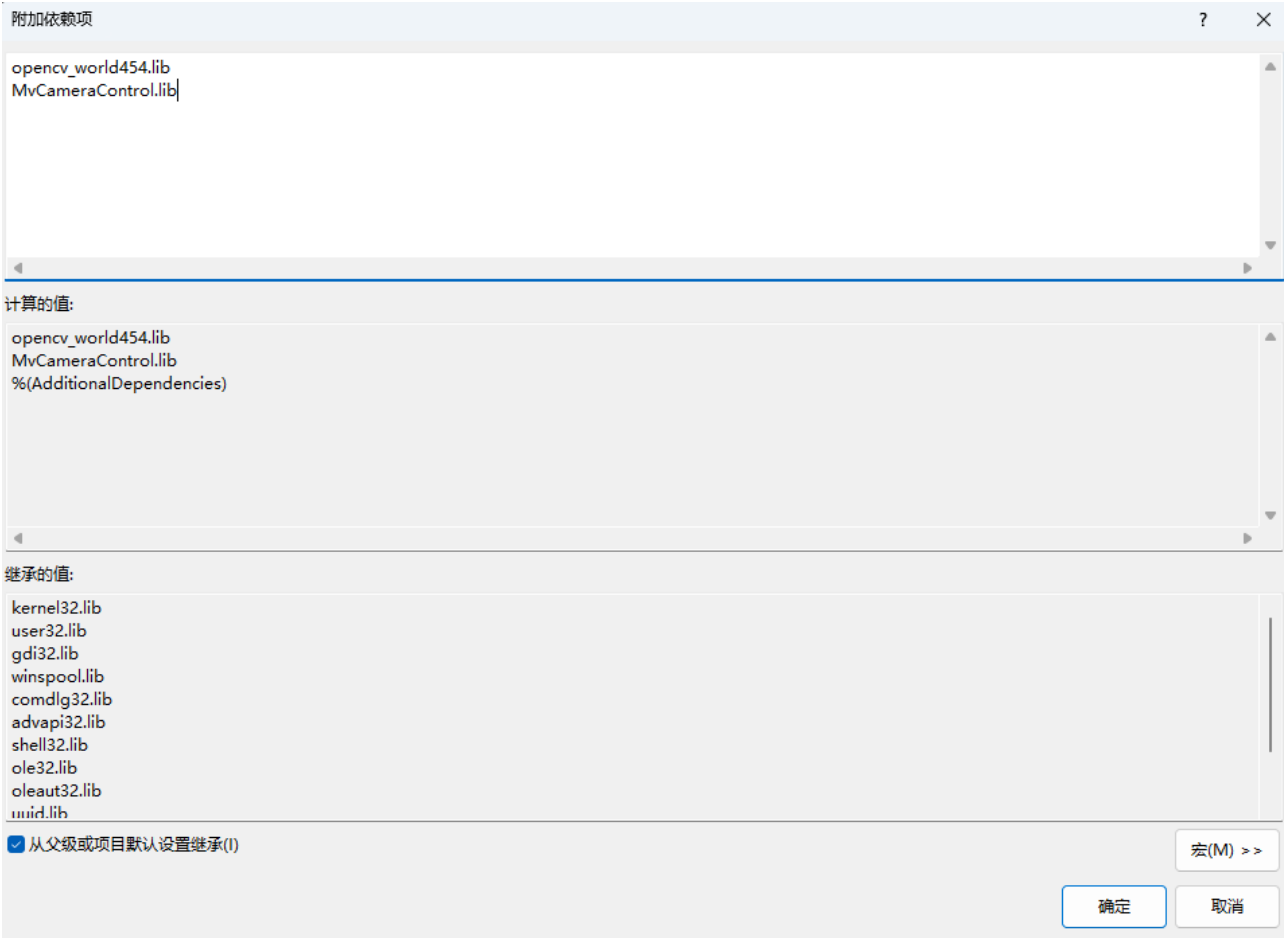 附加依赖项
?
opencv_world454.lib
MvCameraControl.lib
计算的值:
opencv_world454.lib
MvCameraControl.lib
%(AdditionalDependencies)
继承的值:
kernel32.lib
user32.lib
gdi32.lib
winspool.lib
comdlg32.lib
advapi32.lib
shell32.lib
ole32.lib
oleaut32.lib
uuid.lib
从父级或项目默认设置继承(I)
宏(M) >>
确定
取消